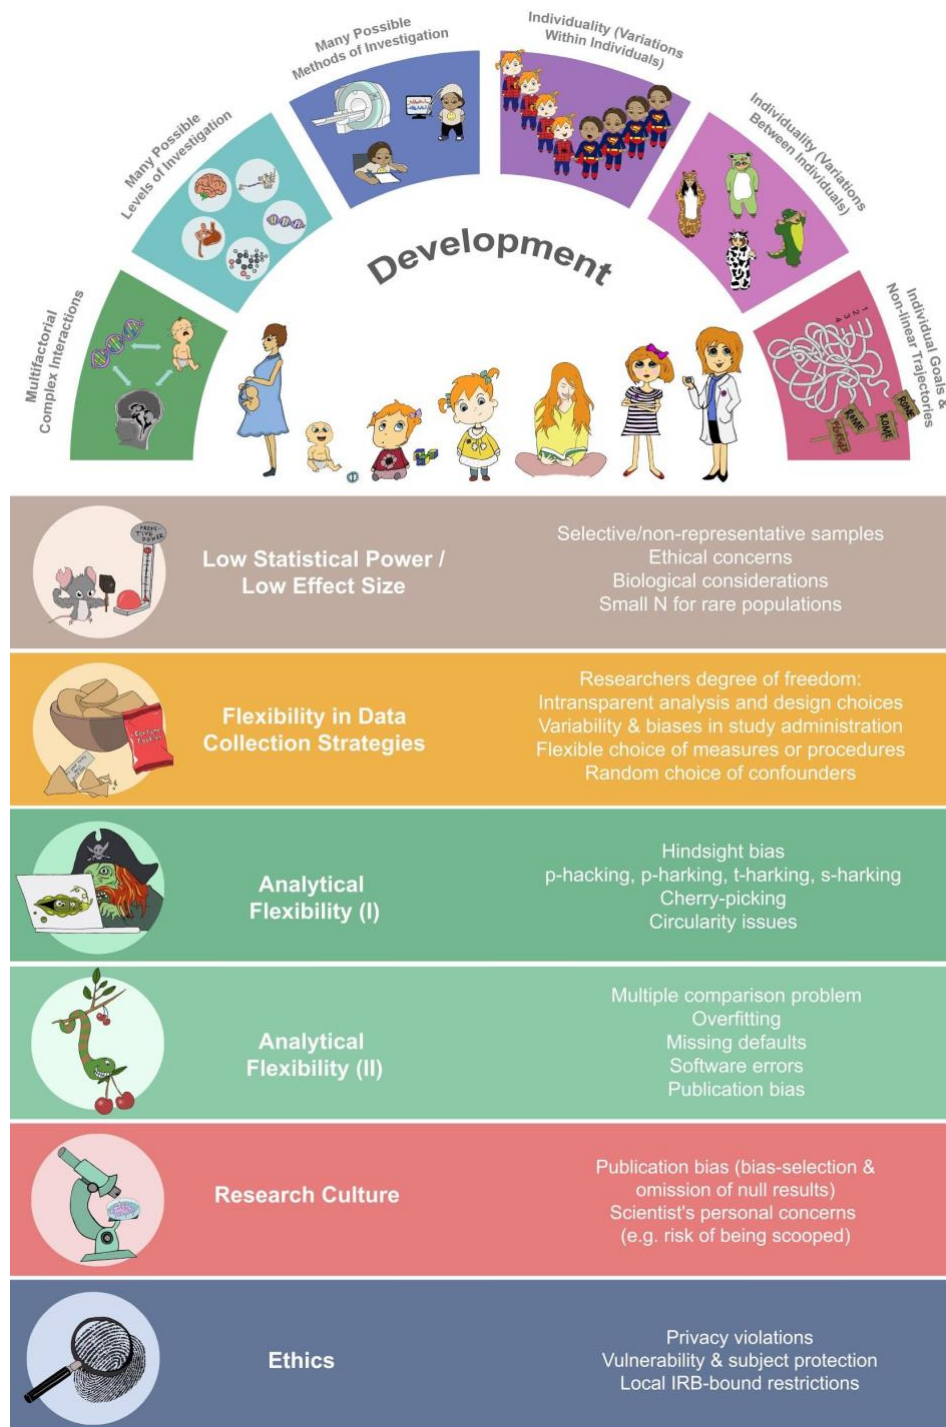 Many Possible
Methods of Investigation
Individuality (Variations
Within Individuals)
Many Possible
Levels of Investigation
Individuality (Variations
Between Individuals)
Multifactorial
Complex Interactions
Individual Goals &
Non-linear Trajectories
1 2 3 4
ROME
ROME
ROME
Development
Low Statistical Power /
Low Effect Size
Selective/non-representative samples
Ethical concerns
Biological considerations
Small N for rare populations
Flexibility in Data
Collection Strategies
Researchers degree of freedom:
Intransparent analysis and design choices
Variability & biases in study administration
Flexible choice of measures or procedures
Random choice of confounders
Analytical
Flexibility (I)
Hindsight bias
p-hacking, p-harking, t-harking, s-harking
Cherry-picking
Circularity issues
Analytical
Flexibility (II)
Multiple comparison problem
Overfitting
Missing defaults
Software errors
Publication bias
Research Culture
Publication bias (bias-selection &
omission of null results)
Scientist's personal concerns
(e.g. risk of being scooped)
Ethics
Privacy violations
Vulnerability & subject protection
Local IRB-bound restrictions